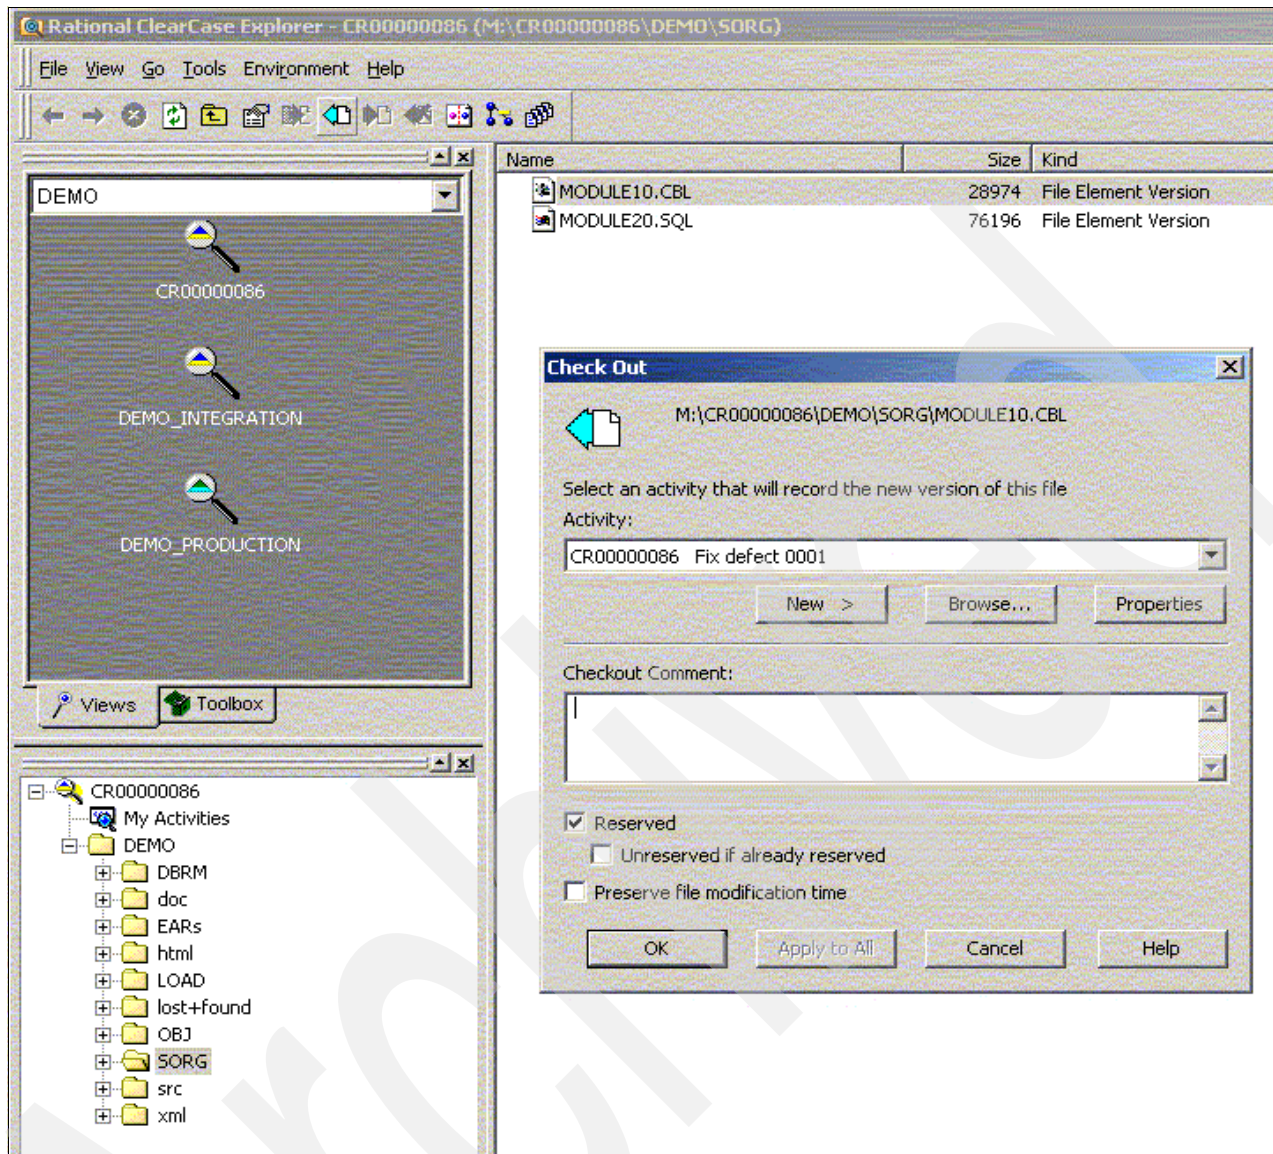 Rational ClearCase Explorer - CR00000086 (M:\CR00000086\DEMO\SORG)
File View Go Tools Environment Help
DEMO
CR00000086
DEMO_INTEGRATION
DEMO_PRODUCTION
Views Toolbox
CR00000086
My Activities
DEMO
DBRM
doc
EARs
html
LOAD
lost+found
OBJ
SORG
src
xml
Name Size Kind
MODULE10.CBL 28974 File Element Version
MODULE20.SQL 76196 File Element Version
Check Out
M:\CR00000086\DEMO\SORG\MODULE10.CBL
Select an activity that will record the new version of this file
Activity:
CR00000086 Fix defect 0001
New > Browse... Properties
Checkout Comment:
Reserved
Unreserved if already reserved
Preserve file modification time
OK Apply to All Cancel Help